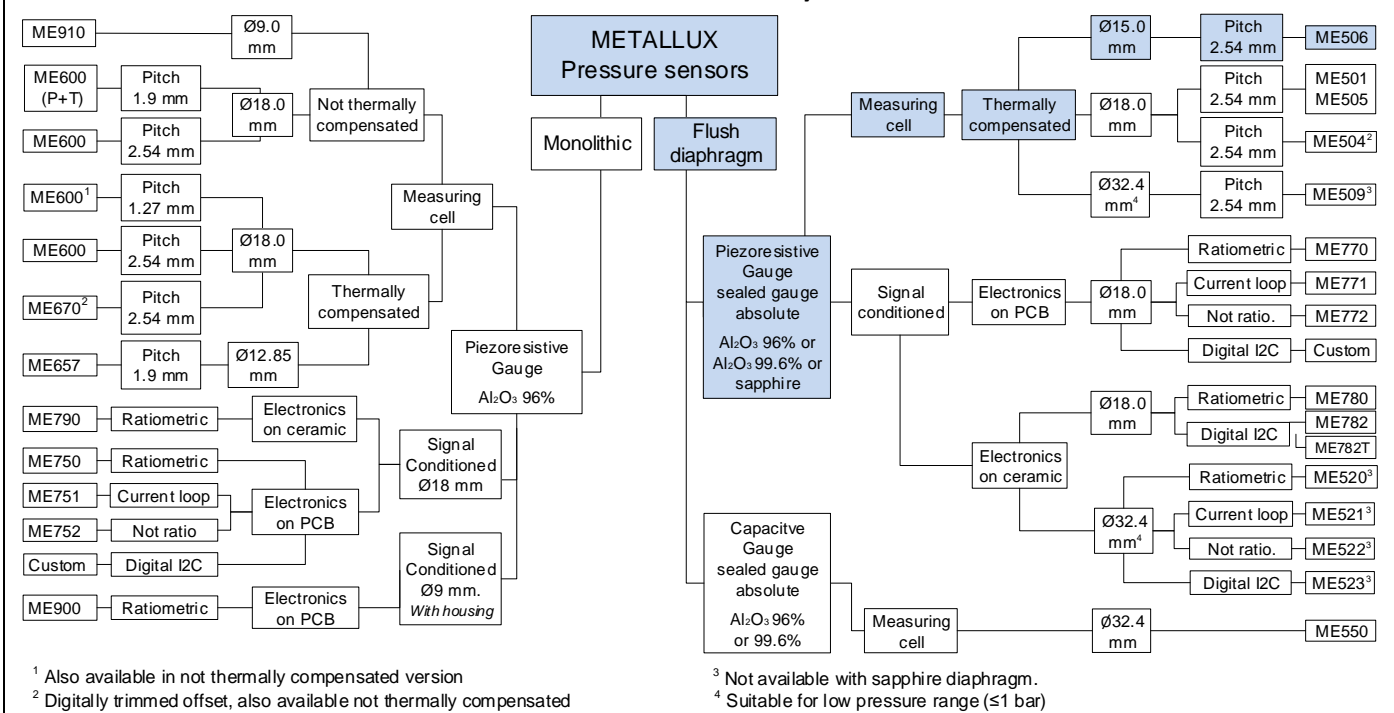 METALLUX
Pressure sensors
Monolithic
Flush
diaphragm
ME910
Ø9.0
mm
ME600
(P+T)
Pitch
1.9 mm
Ø18.0
mm
Not thermally
compensated
ME600
Pitch
2.54 mm
ME600¹
Pitch
1.27 mm
Measuring
cell
ME600
Pitch
2.54 mm
Ø18.0
mm
ME670²
Pitch
2.54 mm
Thermally
compensated
ME657
Pitch
1.9 mm
Ø12.85
mm
Piezoresistive
Gauge
Al₂O₃ 96%
ME790
Ratiometric
Electronics
on ceramic
ME750
Ratiometric
Signal
Conditioned
Ø18 mm
ME751
Current loop
Electronics
on PCB
ME752
Not ratio
Custom
Digital I2C
Signal
Conditioned
Ø9 mm.
With housing
ME900
Ratiometric
Electronics
on PCB
Measuring
cell
Thermally
compensated
Ø15.0
mm
Pitch
2.54 mm
ME506
Ø18.0
mm
Pitch
2.54 mm
ME501
ME505
Pitch
2.54 mm
ME504²
Ø32.4
mm⁴
Pitch
2.54 mm
ME509³
Piezoresistive
Gauge
sealed gauge
absolute
Al₂O₃ 96% or
Al₂O₃ 99.6% or
sapphire
Signal
conditioned
Electronics
on PCB
Ø18.0
mm
Ratiometric
ME770
Current loop
ME771
Not ratio.
ME772
Digital I2C
Custom
Electronics
on ceramic
Ø18.0
mm
Ratiometric
ME780
Digital I2C
ME782
ME782T
Ø32.4
mm⁴
Ratiometric
ME520³
Current loop
ME521³
Not ratio.
ME522³
Digital I2C
ME523³
Capacitve
Gauge
sealed gauge
absolute
Al₂O₃ 96%
or 99.6%
Measuring
cell
Ø32.4
mm
ME550
¹ Also available in not thermally compensated version
² Digitally trimmed offset, also available not thermally compensated
³ Not available with sapphire diaphragm.
⁴ Suitable for low pressure range (≤1 bar)